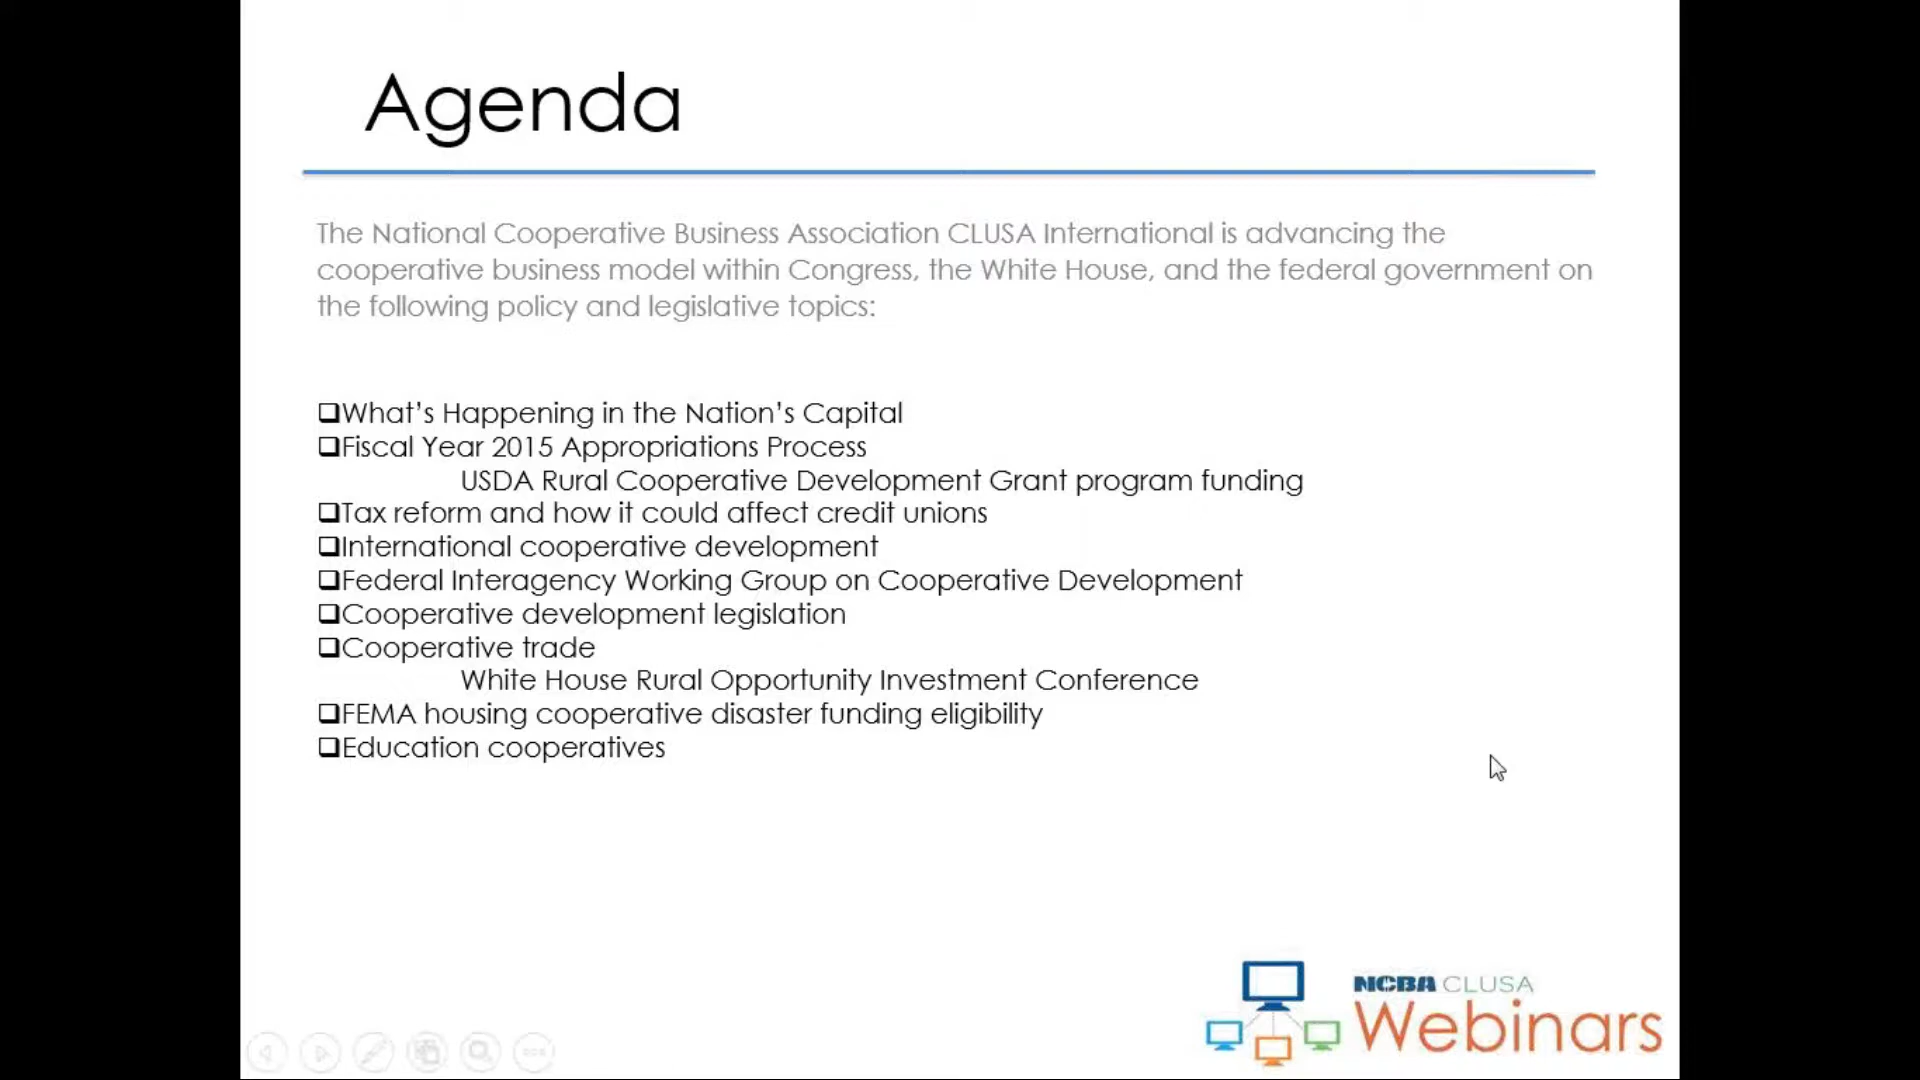 Agenda
The National Cooperative Business Association CLUSA International is advancing the
cooperative business model within Congress, the White House, and the federal government on
the following policy and legislative topics:
❑What’s Happening in the Nation’s Capital
❑Fiscal Year 2015 Appropriations Process
USDA Rural Cooperative Development Grant program funding
❑Tax reform and how it could affect credit unions
❑International cooperative development
❑Federal Interagency Working Group on Cooperative Development
❑Cooperative development legislation
❑Cooperative trade
White House Rural Opportunity Investment Conference
❑FEMA housing cooperative disaster funding eligibility
❑Education cooperatives
NCBA CLUSA
Webinars